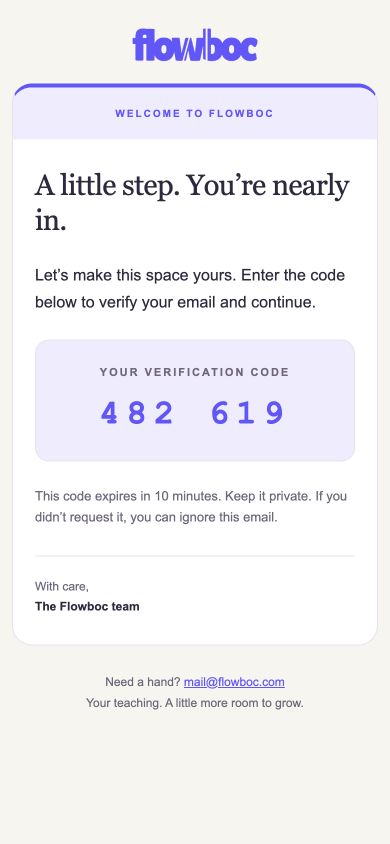 flowboc
WELCOME TO FLOWBOC
A little step. You’re nearly
in.
Let’s make this space yours. Enter the code
below to verify your email and continue.
YOUR VERIFICATION CODE
482 619
This code expires in 10 minutes. Keep it private. If you
didn’t request it, you can ignore this email.
With care,
The Flowboc team
Need a hand? mail@flowboc.com
Your teaching. A little more room to grow.